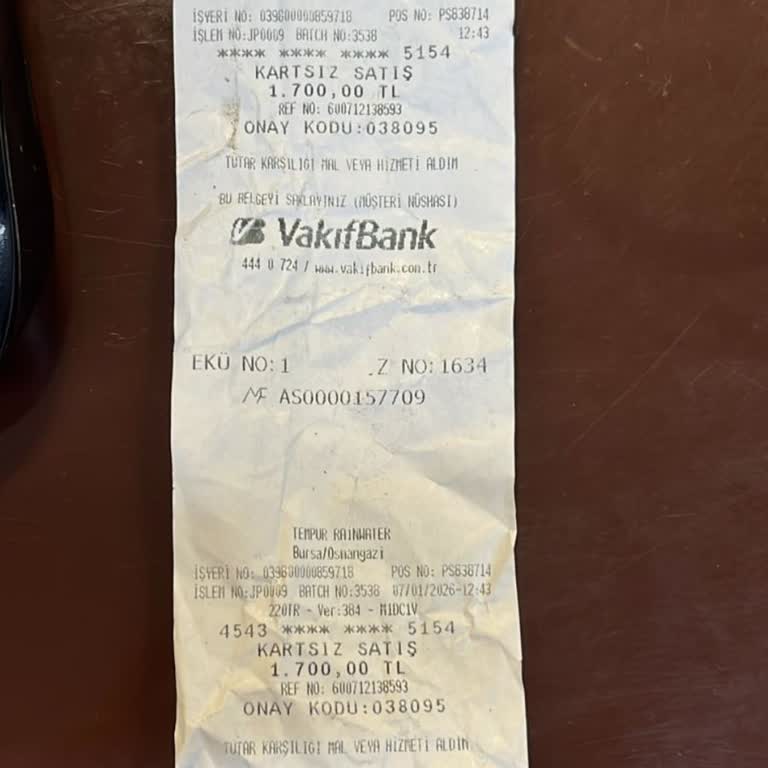 İŞYERİ NO: 039600000859718 POS NO: PS838714
İŞLEM NO:JP0009 BATCH NO:3538 12:43
**** **** **** 5154
KARTSIZ SATIŞ
1.700,00 TL
REF NO: 600712138593
ONAY KODU:038095
TUTAR KARŞILIĞI MAL VEYA HİZMETİ ALDIM
BU BELGEYİ SAKLAYINIZ (MÜŞTERİ NÜSHASI)
VakıfBank
444 0 724 / www.vakifbank.com.tr
EKÜ NO:1 Z NO:1634
MF AS0000157709
TEMPUR RAINWATER
Bursa/Osmangazi
İŞYERİ NO: 039600000859718 POS NO: PS838714
İŞLEM NO:JP0009 BATCH NO:3538 07/01/2026-12:43
220TR - Ver:384 - M1DC1V
4543 **** **** 5154
KARTSIZ SATIŞ
1.700,00 TL
REF NO: 600712138593
ONAY KODU:038095
TUTAR KARŞILIĞI MAL VEYA HİZMETİ ALDIM